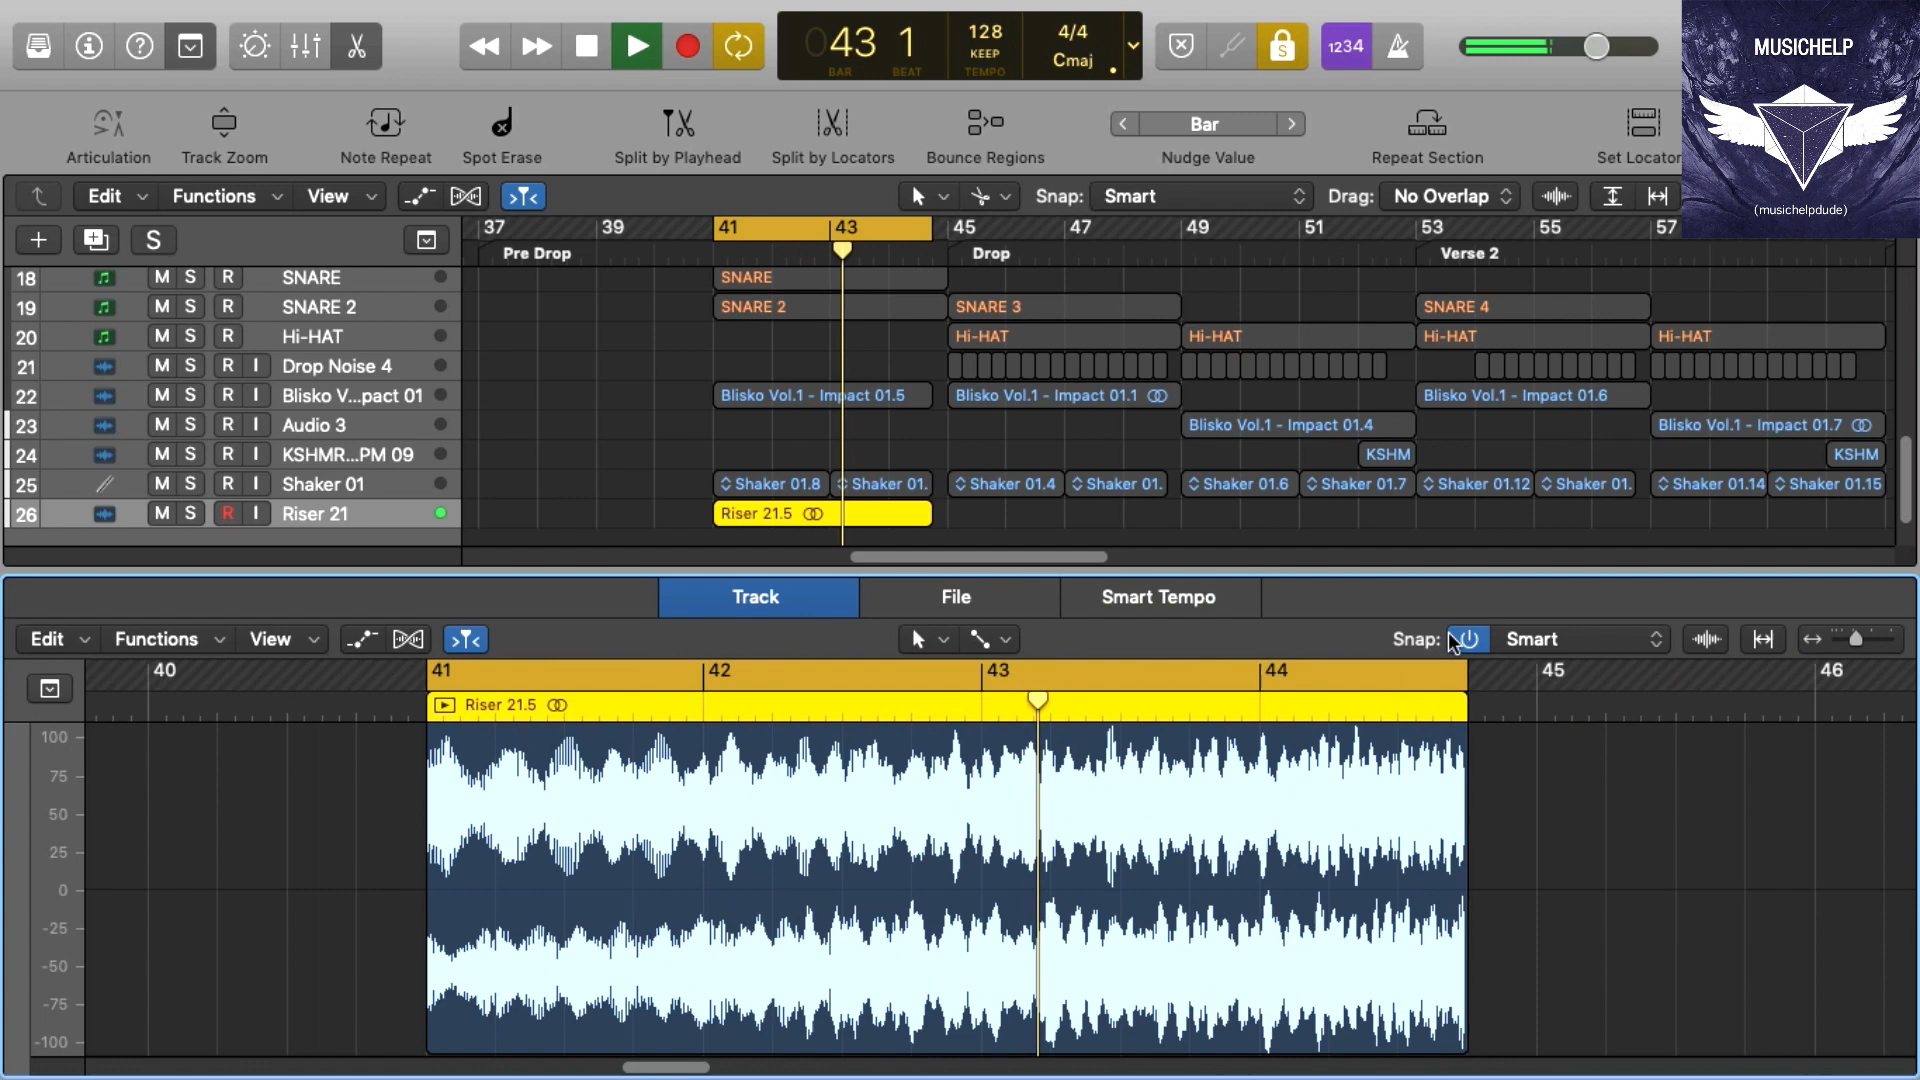 043 1 128 4/4
KEEP Cmaj
BAR BEAT TEMPO
1234
MUSICHELP
(musichelpdude)
Bar
Articulation Track Zoom Note Repeat Spot Erase Split by Playhead Split by Locators Bounce Regions Nudge Value Repeat Section Set Locator
Edit Functions View Snap: Smart Drag: No Overlap
S
37 39 41 43 45 47 49 51 53 55 57
Pre Drop Drop Verse 2
18 M S R SNARE SNARE
19 M S R SNARE 2 SNARE 2 SNARE 3 SNARE 4
20 M S R Hi-HAT Hi-HAT Hi-HAT Hi-HAT Hi-HAT
21 M S R I Drop Noise 4
22 M S R I Blisko V...pact 01 Blisko Vol.1 - Impact 01.5 Blisko Vol.1 - Impact 01.1 Blisko Vol.1 - Impact 01.6
23 M S R I Audio 3 Blisko Vol.1 - Impact 01.4 Blisko Vol.1 - Impact 01.7
24 M S R I KSHMR...PM 09 KSHM KSHM
25 M S R I Shaker 01 Shaker 01.8 Shaker 01. Shaker 01.4 Shaker 01. Shaker 01.6 Shaker 01.7 Shaker 01.12 Shaker 01. Shaker 01.14 Shaker 01.15
26 M S R I Riser 21 Riser 21.5
Track File Smart Tempo
Edit Functions View Snap: Smart
40 41 42 43 44 45 46
Riser 21.5
100
75
50
25
0
-25
-50
-75
-100